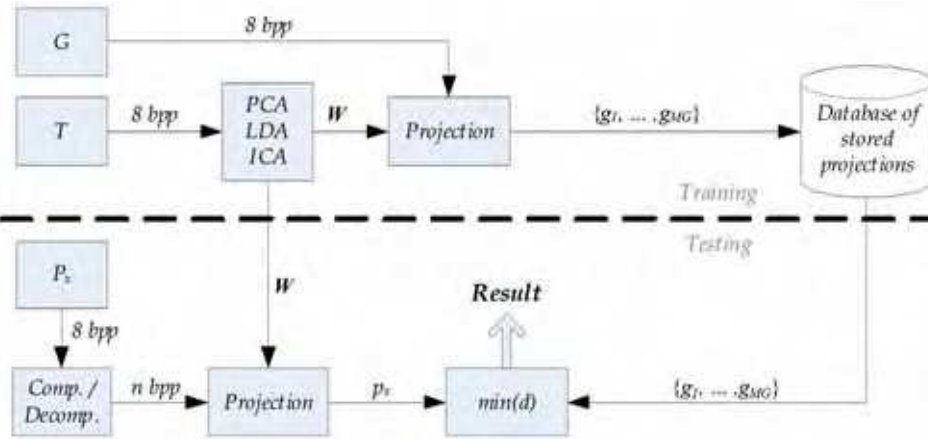 G
8 bpp
T
8 bpp
PCA
LDA
ICA
W
Projection
{g1, ... ,gMG}
Database of
stored
projections
Training
Testing
Px
8 bpp
W
Result
Comp. /
Decomp.
n bpp
Projection
px
min(d)
{g1, ... ,gMG}